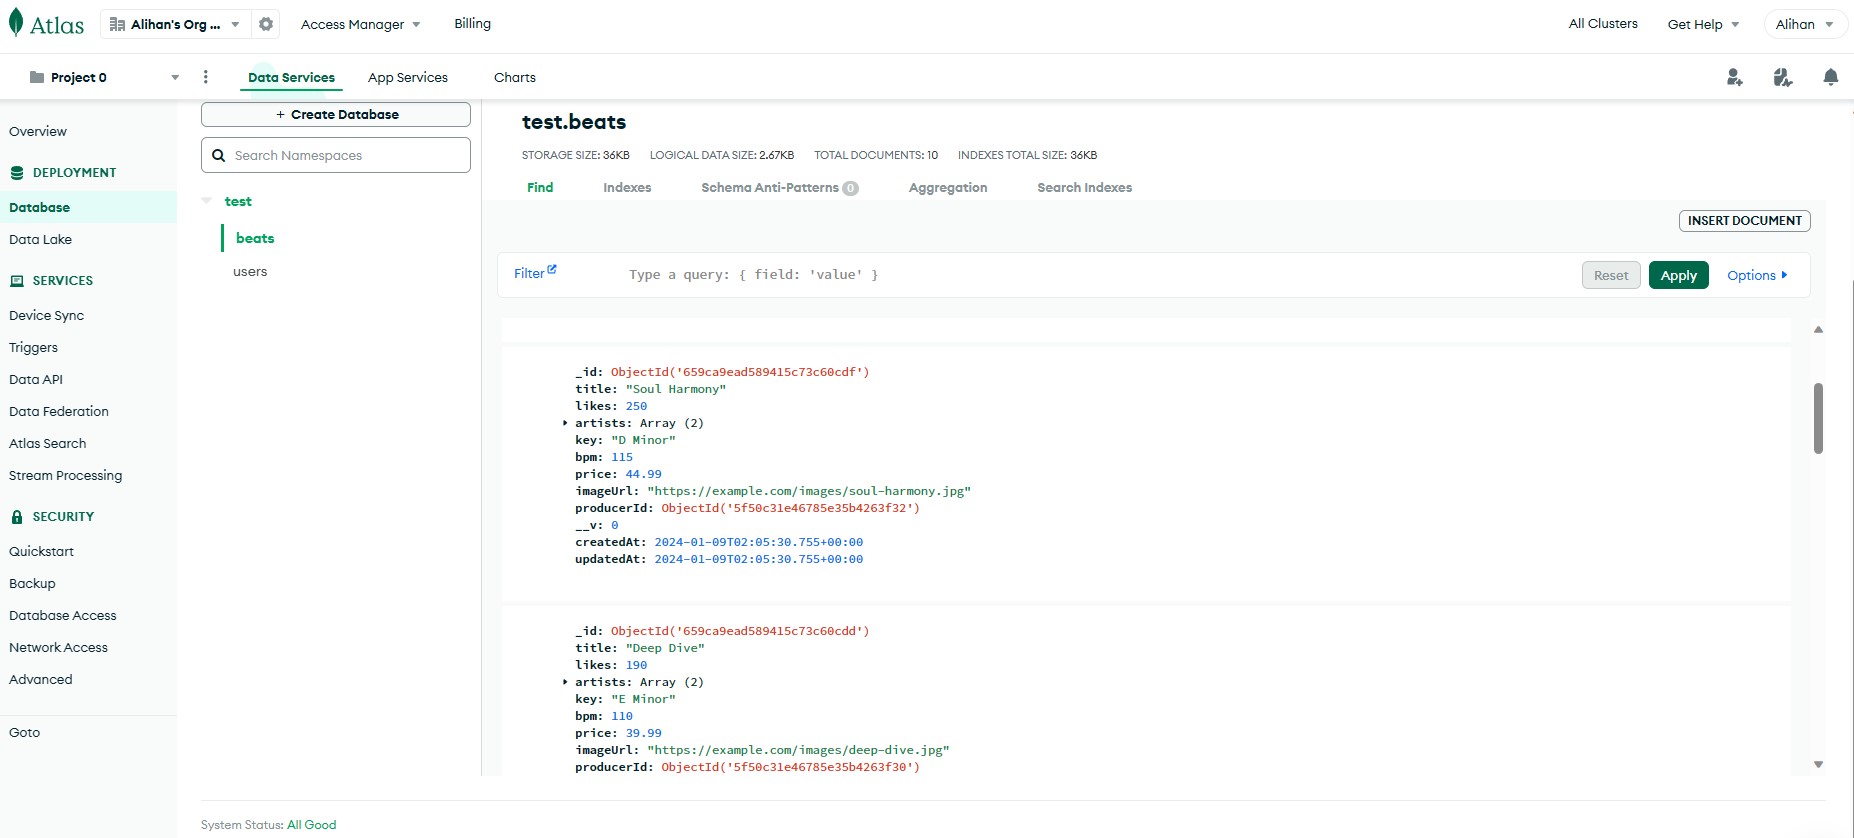 Atlas
Alihan's Org ...
Access Manager
Billing
All Clusters
Get Help
Alihan
Project 0
Data Services
App Services
Charts
Overview
DEPLOYMENT
Database
Data Lake
SERVICES
Device Sync
Triggers
Data API
Data Federation
Atlas Search
Stream Processing
SECURITY
Quickstart
Backup
Database Access
Network Access
Advanced
Goto
+ Create Database
Search Namespaces
test
beats
users
test.beats
STORAGE SIZE: 36KB LOGICAL DATA SIZE: 2.67KB TOTAL DOCUMENTS: 10 INDEXES TOTAL SIZE: 36KB
Find
Indexes
Schema Anti-Patterns 0
Aggregation
Search Indexes
INSERT DOCUMENT
Filter
Type a query: { field: 'value' }
Reset
Apply
Options
_id: ObjectId('659ca9ead589415c73c60cdf')
title: "Soul Harmony"
likes: 250
artists: Array (2)
key: "D Minor"
bpm: 115
price: 44.99
imageUrl: "https://example.com/images/soul-harmony.jpg"
producerId: ObjectId('5f50c31e46785e35b4263f32')
__v: 0
createdAt: 2024-01-09T02:05:30.755+00:00
updatedAt: 2024-01-09T02:05:30.755+00:00
_id: ObjectId('659ca9ead589415c73c60cdd')
title: "Deep Dive"
likes: 190
artists: Array (2)
key: "E Minor"
bpm: 110
price: 39.99
imageUrl: "https://example.com/images/deep-dive.jpg"
producerId: ObjectId('5f50c31e46785e35b4263f30')
System Status: All Good